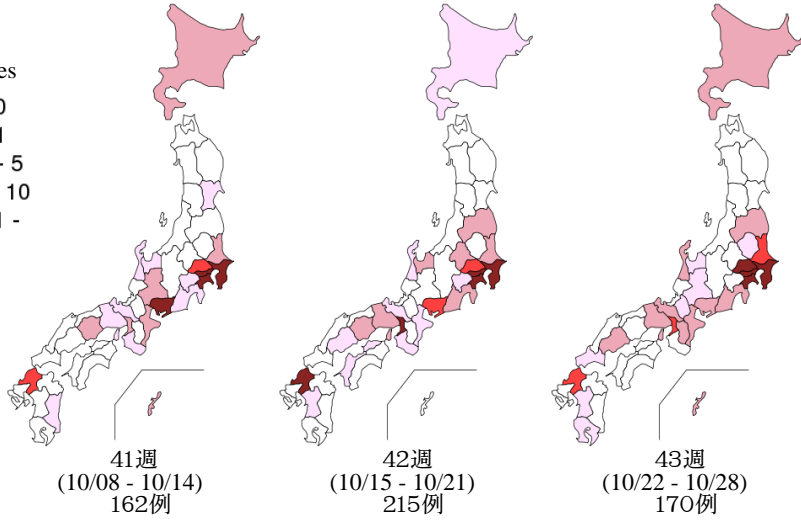 es
0
1
- 5
10
1 -
41週
(10/08 - 10/14)
162例
42週
(10/15 - 10/21)
215例
43週
(10/22 - 10/28)
170例